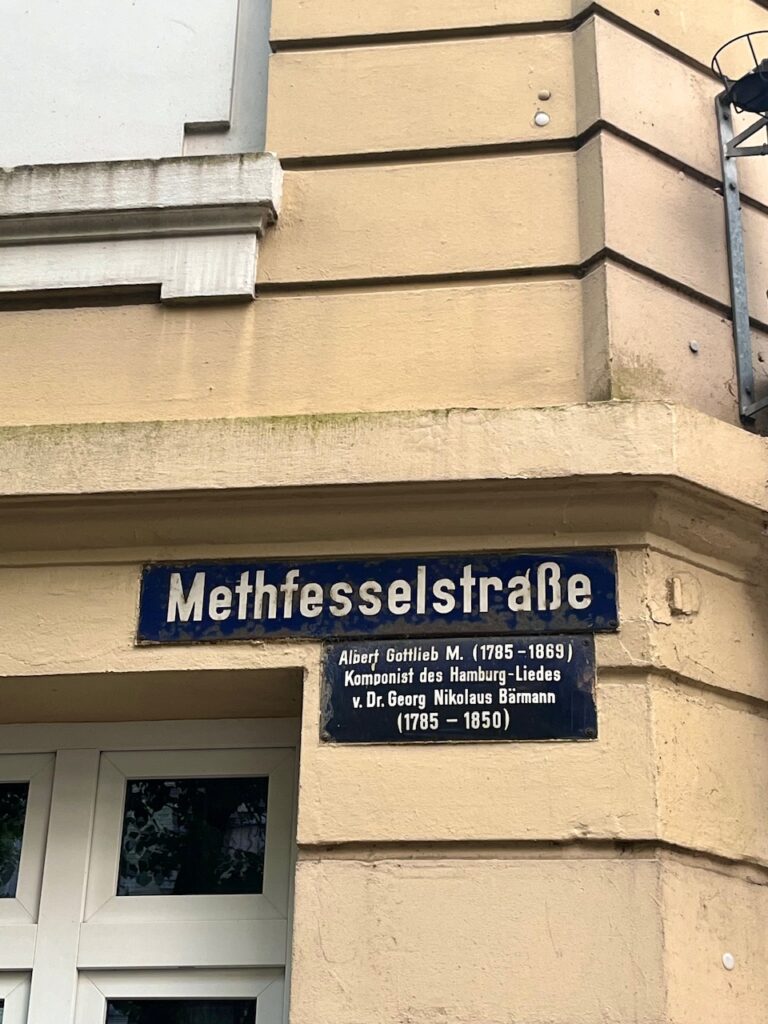 Methfesselstraße
Albert Gottlieb M. (1785 - 1869)
Komponist des Hamburg-Liedes
v. Dr. Georg Nikolaus Bärmann
(1785 - 1850)